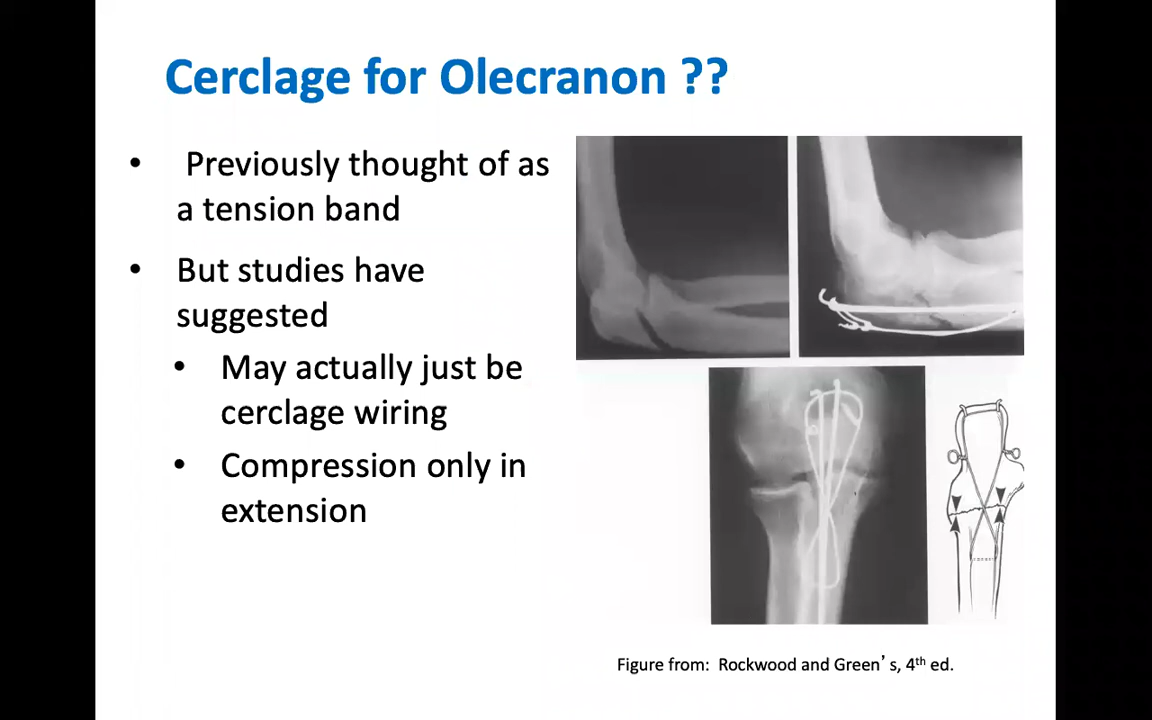 Cerclage for Olecranon ??
• Previously thought of as
a tension band
• But studies have
suggested
• May actually just be
cerclage wiring
• Compression only in
extension
Figure from: Rockwood and Green's, 4th ed.